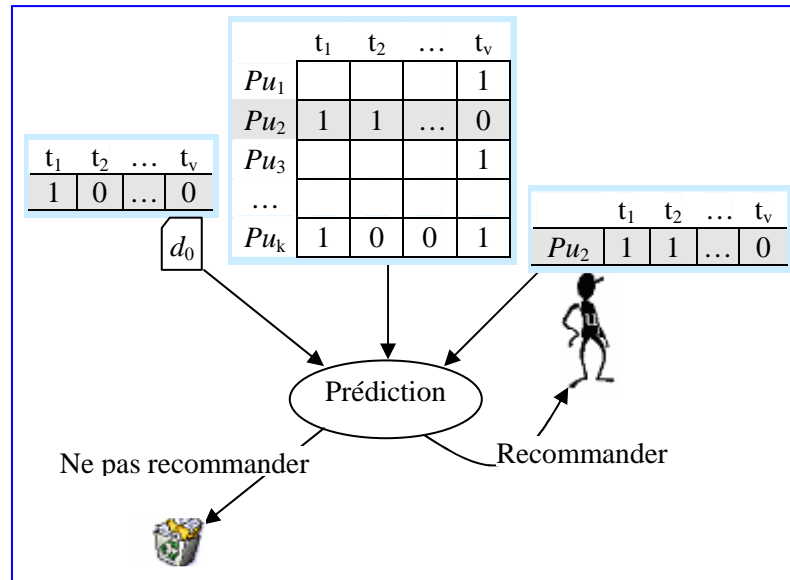 t1 t2 … tv
Pu1 1
Pu2 1 1 … 0
Pu3 1
…
Puk 1 0 0 1
t1 t2 … tv
1 0 … 0
d0
t1 t2 … tv
Pu2 1 1 … 0
u
Prédiction
Ne pas recommander
Recommander